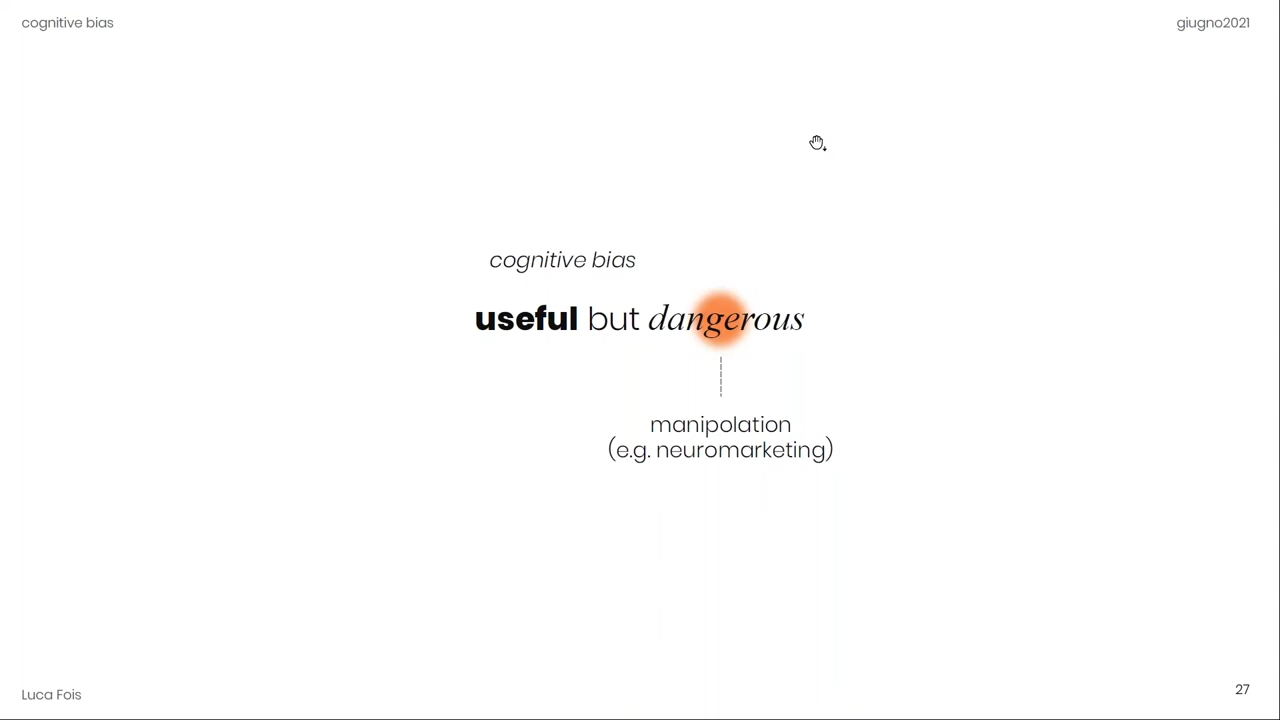 cognitive bias
giugno2021
cognitive bias
useful but dangerous
manipolation
(e.g. neuromarketing)
Luca Fois
27